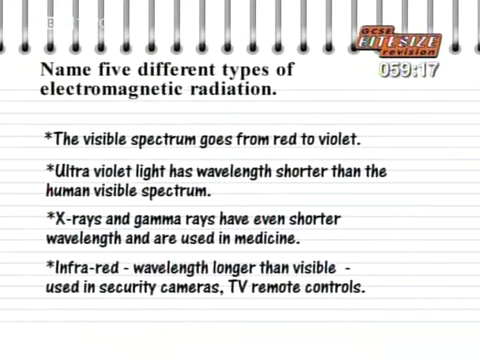 GCSE
BITESIZE
revision
059:17
Name five different types of
electromagnetic radiation.
*The visible spectrum goes from red to violet.
*Ultra violet light has wavelength shorter than the
human visible spectrum.
*X-rays and gamma rays have even shorter
wavelength and are used in medicine.
*Infra-red - wavelength longer than visible -
used in security cameras, TV remote controls.